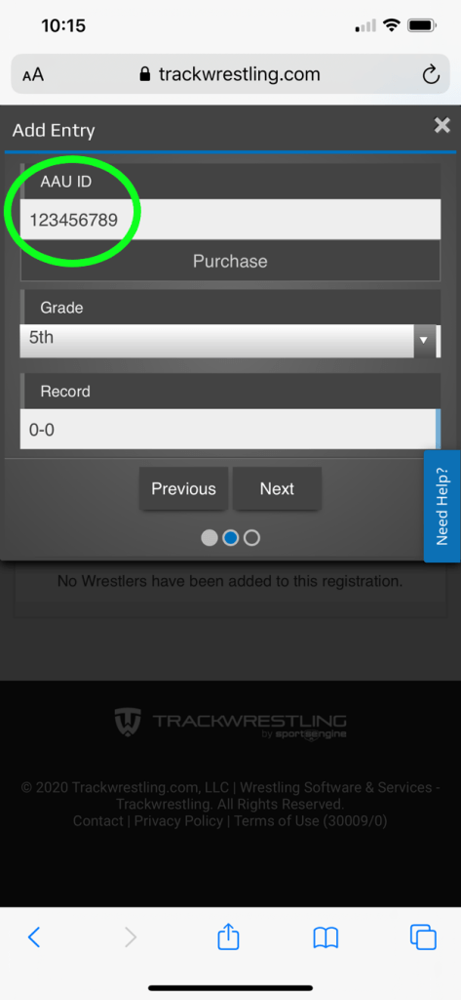 10:15
AA trackwrestling.com
Add Entry
AAU ID
123456789
Purchase
Grade
5th
Record
0-0
Previous Next
Need Help?
No Wrestlers have been added to this registration.
TRACKWRESTLING
by sportsengine
© 2020 Trackwrestling.com, LLC | Wrestling Software & Services -
Trackwrestling. All Rights Reserved.
Contact | Privacy Policy | Terms of Use (30009/0)